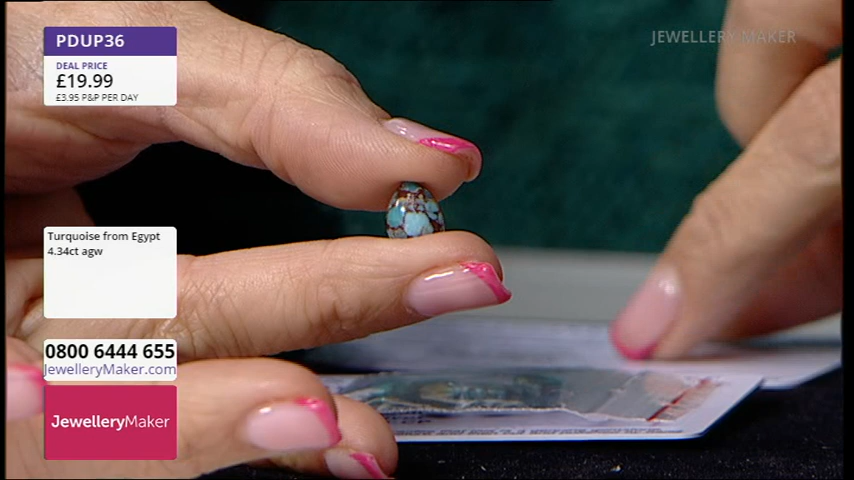 PDUP36
DEAL PRICE
£19.99
£3.95 P&P PER DAY
JEWELLERY MAKER
Turquoise from Egypt
4.34ct agw
0800 6444 655
JewelleryMaker.com
JewelleryMaker